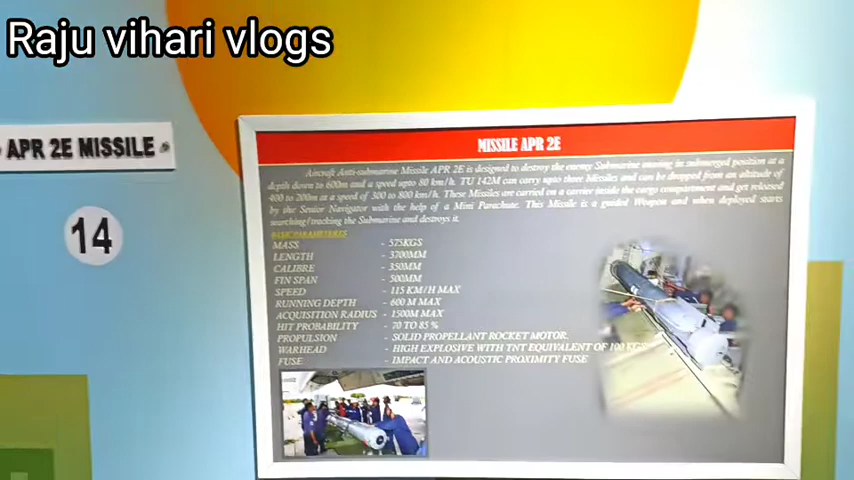 Raju vihari vlogs
APR 2E MISSILE
14
MISSILE APR 2E
Aircraft Anti-submarine Missile APR 2E is designed to destroy the enemy Submarine moving in submerged position at a
depth down to 600m and a speed upto 80 km/h. TU 142M can carry upto three Missiles and can be dropped from an altitude of
400 to 200m at a speed of 300 to 800 km/h. These Missiles are carried on a carrier inside the cargo compartment and get released
by the Senior Navigator with the help of a Mini Parachute. This Missile is a guided Weapon and when deployed starts
searching/tracking the Submarine and destroys it.
BASIC PARAMETERES
MASS - 575KGS
LENGTH - 3700MM
CALIBRE - 350MM
FIN SPAN - 500MM
SPEED - 115 KM/H MAX
RUNNING DEPTH - 600 M MAX
ACQUISITION RADIUS - 1500M MAX
HIT PROBABILITY - 70 TO 85 %
PROPULSION - SOLID PROPELLANT ROCKET MOTOR.
WARHEAD - HIGH EXPLOSIVE WITH TNT EQUIVALENT OF 100 KGS
FUSE - IMPACT AND ACOUSTIC PROXIMITY FUSE